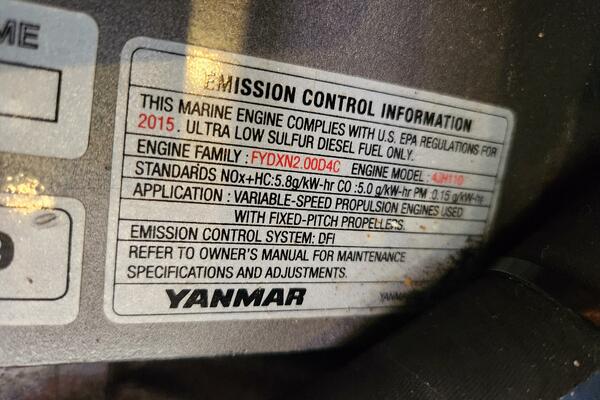 ME
9
EMISSION CONTROL INFORMATION
THIS MARINE ENGINE COMPLIES WITH U.S. EPA REGULATIONS FOR
2015. ULTRA LOW SULFUR DIESEL FUEL ONLY.
ENGINE FAMILY : FYDXN2.00D4C ENGINE MODEL :
STANDARDS NOx+HC:5.8g/kW-hr CO :5.0 g/kW-hr PM :0.15 g/kW-hr
APPLICATION : VARIABLE-SPEED PROPULSION ENGINES USED
WITH FIXED-PITCH PROPELLERS.
EMISSION CONTROL SYSTEM: DFI
REFER TO OWNER'S MANUAL FOR MAINTENANCE
SPECIFICATIONS AND ADJUSTMENTS.
YANMAR
YANMAR